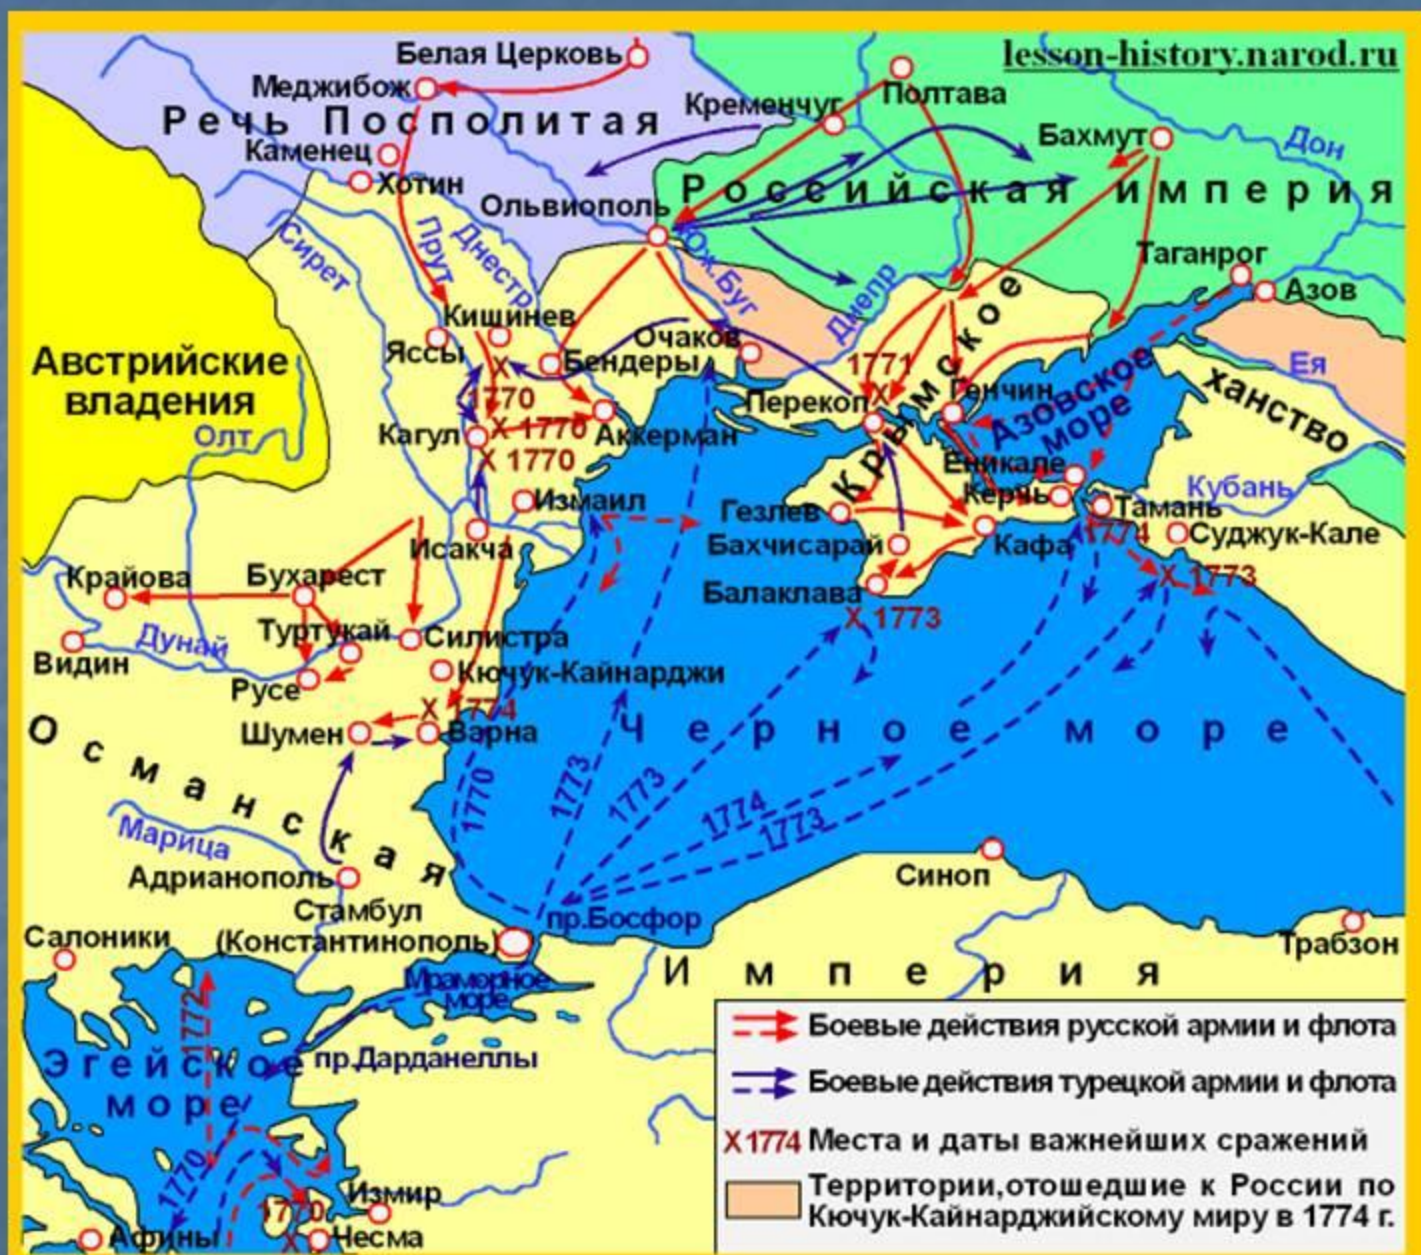 Белая Церковь
lesson-history.narod.ru
Меджибож
Полтава
Кременчуг
Речь Посполитая
Бахмут
Дон
Каменец
Хотин
Российская империя
Ольвиополь
Сирет
Прут
Днестр
Юж.Буг
Днепр
Таганрог
Азов
Кишинев
Очаков
Яссы
Бендеры
Австрийские
владения
1771
Генчин
Перекоп
Крымское
ханство
Ея
Азовское
море
X
1770
X 1770
X 1770
Кагул
Аккерман
Олт
Измаил
Исакча
Еникале
Керчь
Тамань
Кубань
Гезлев
Бахчисарай
Кафа
1774
Суджук-Кале
X 1773
Балаклава
X 1773
Крайова
Бухарест
Туртукай
Силистра
Дунай
Видин
Кючук-Кайнарджи
Русе
X 1774
Шумен
Варна
Черное море
Османская
1770
1773
1773
1774
1773
Марица
Адрианополь
Стамбул
(Константинополь)
пр.Босфор
Синоп
Трабзон
Салоники
Мраморное
море
Империя
1772
Эгейское
море
пр.Дарданеллы
1770
Измир
1770
Афины
X
Чесма
Боевые действия русской армии и флота
Боевые действия турецкой армии и флота
X 1774 Места и даты важнейших сражений
Территории,отошедшие к России по
Кючук-Кайнарджийскому миру в 1774 г.